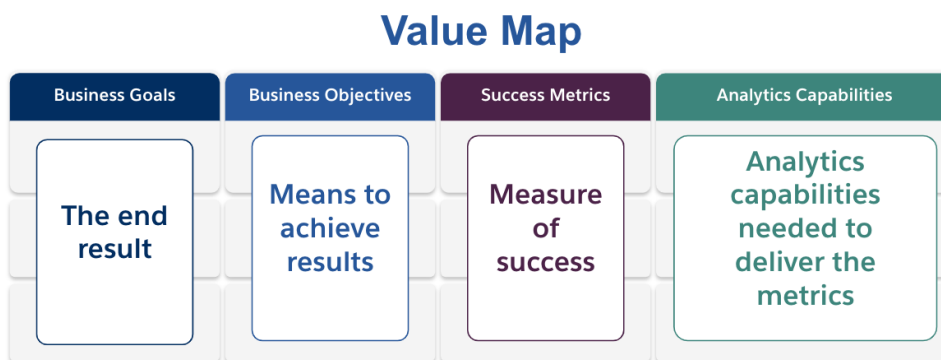 Value Map
Business Goals
Business Objectives
Success Metrics
Analytics Capabilities
The end
result
Means to
achieve
results
Measure
of
success
Analytics
capabilities
needed to
deliver the
metrics